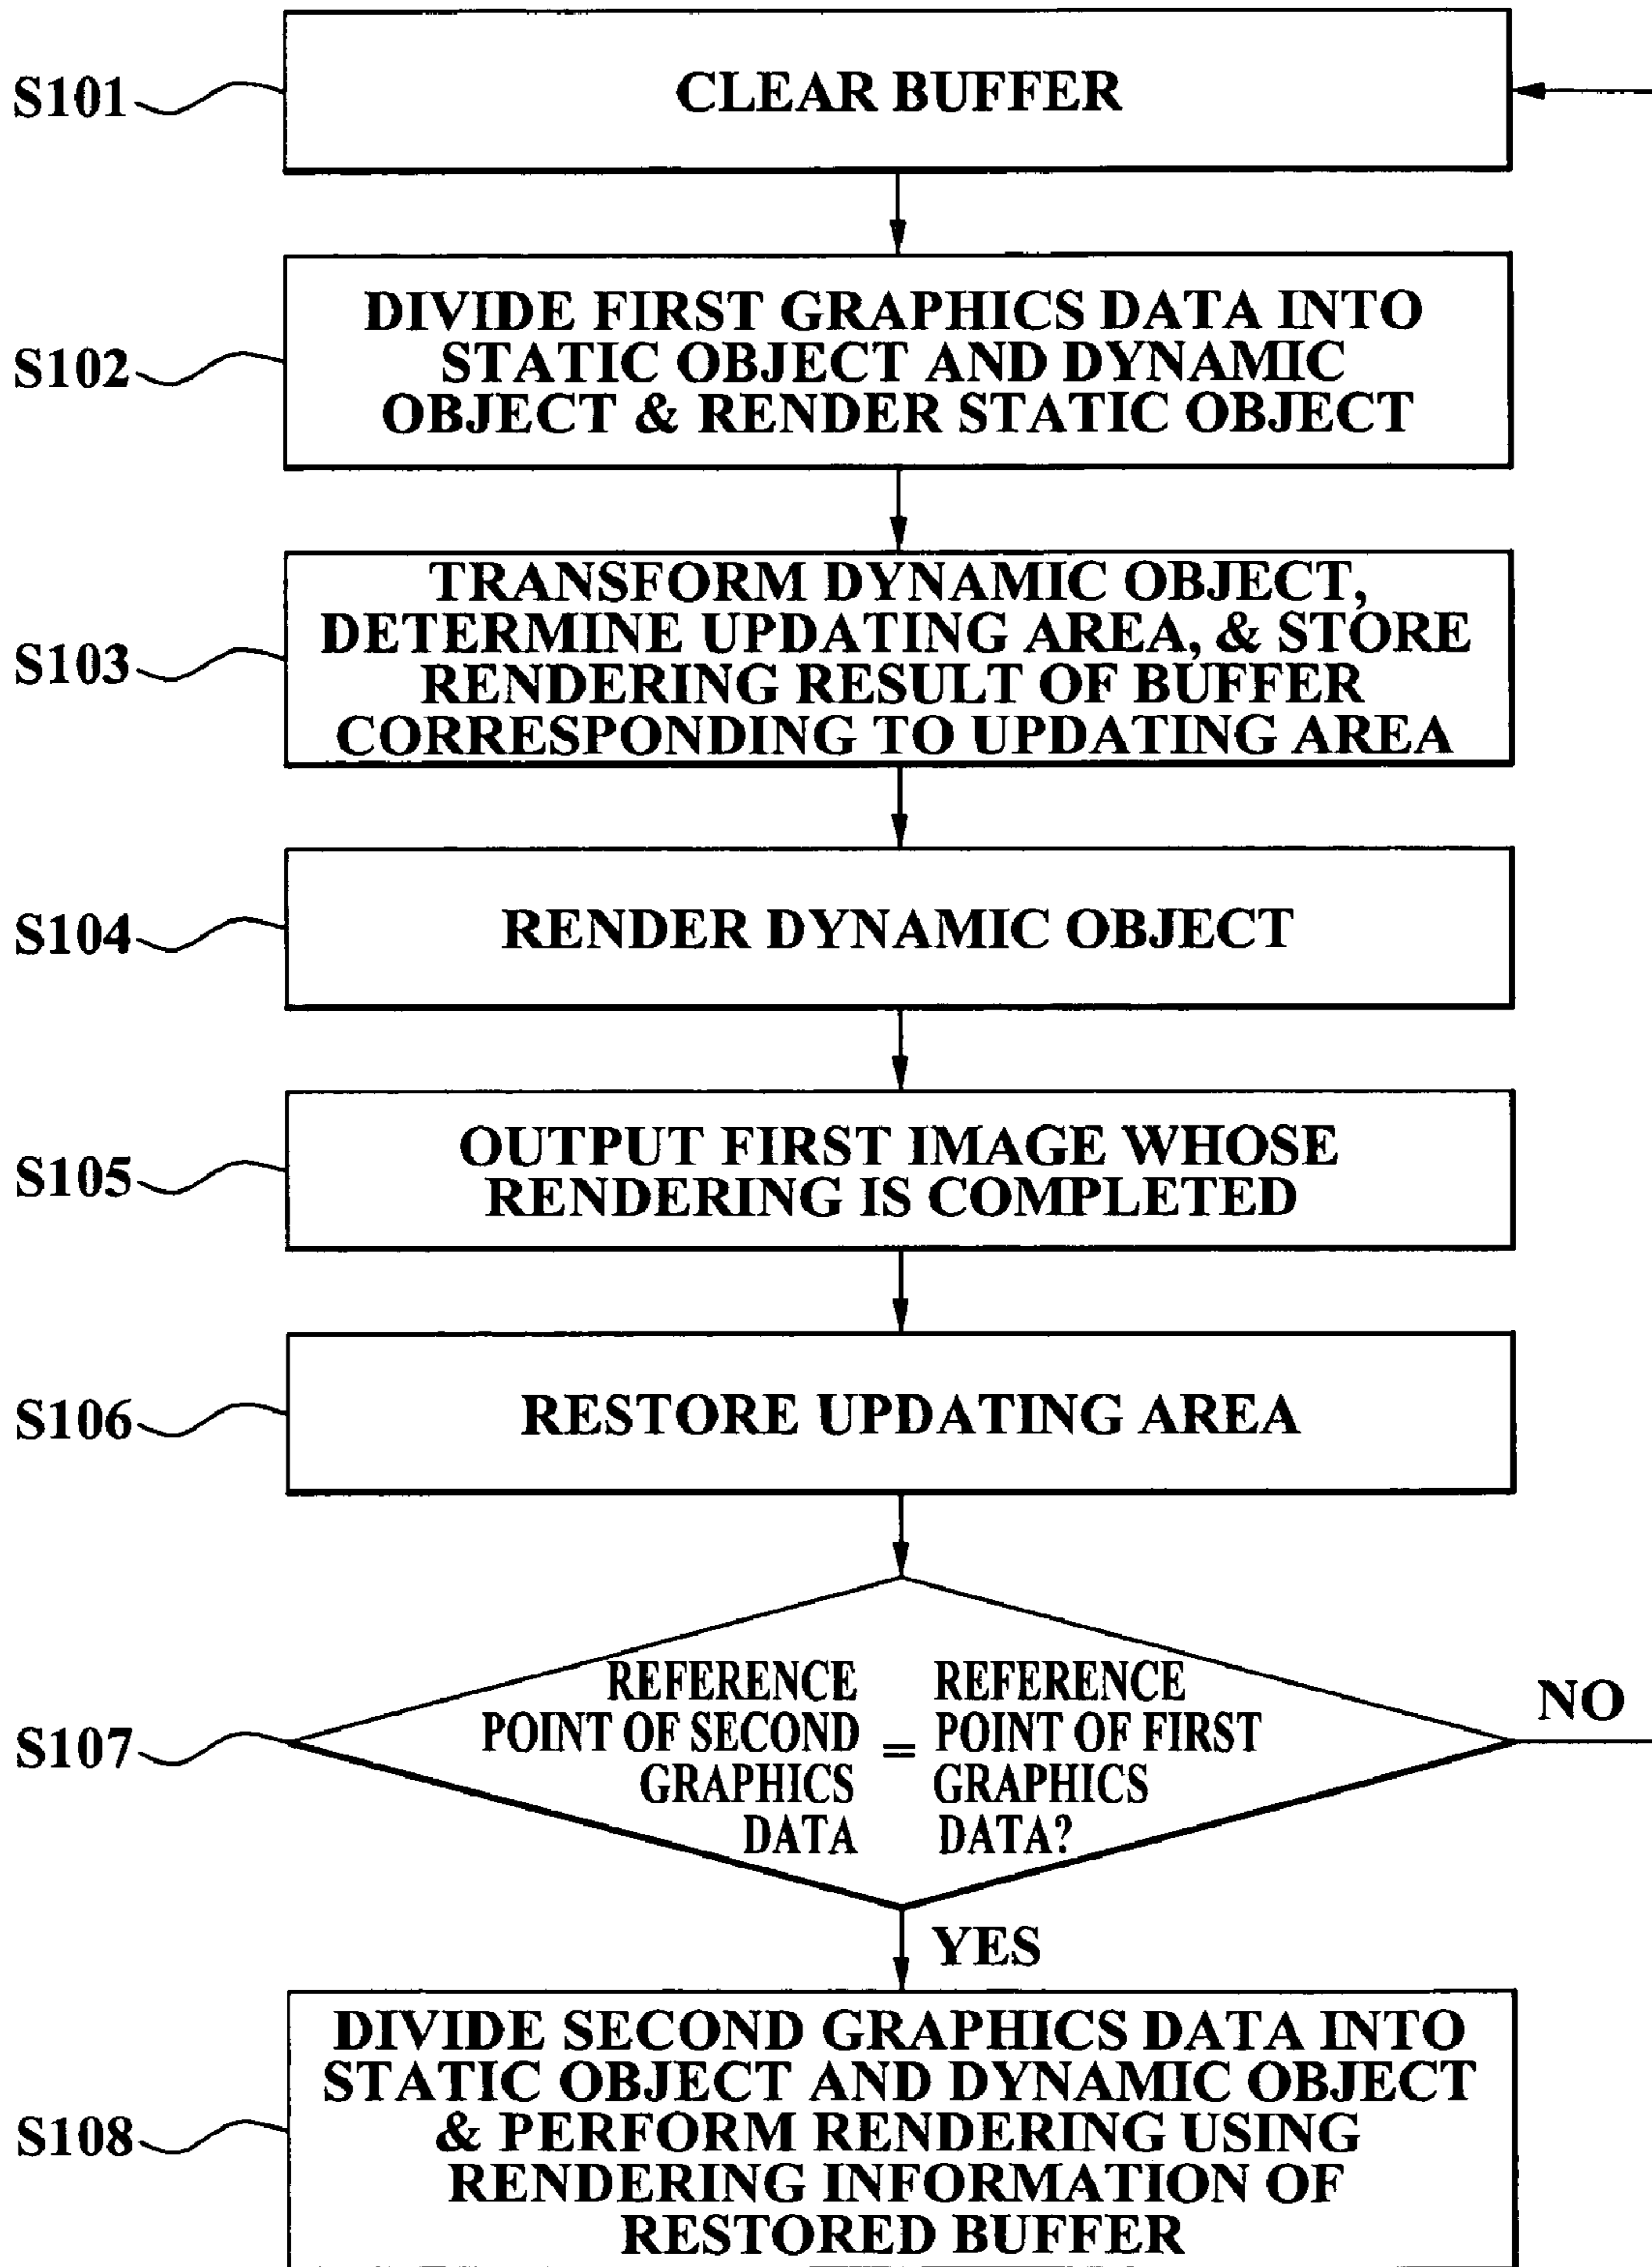 S101
CLEAR BUFFER
S102
DIVIDE FIRST GRAPHICS DATA INTO
STATIC OBJECT AND DYNAMIC
OBJECT & RENDER STATIC OBJECT
S103
TRANSFORM DYNAMIC OBJECT,
DETERMINE UPDATING AREA, & STORE
RENDERING RESULT OF BUFFER
CORRESPONDING TO UPDATING AREA
S104
RENDER DYNAMIC OBJECT
S105
OUTPUT FIRST IMAGE WHOSE
RENDERING IS COMPLETED
S106
RESTORE UPDATING AREA
S107
REFERENCE
POINT OF SECOND
GRAPHICS
DATA
=
REFERENCE
POINT OF FIRST
GRAPHICS
DATA?
NO
YES
S108
DIVIDE SECOND GRAPHICS DATA INTO
STATIC OBJECT AND DYNAMIC OBJECT
& PERFORM RENDERING USING
RENDERING INFORMATION OF
RESTORED BUFFER